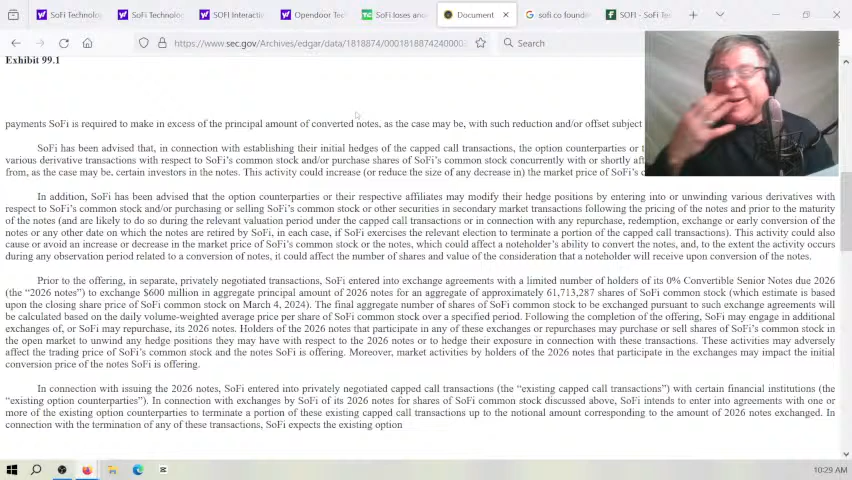 SoFi Technolog
SoFi Technolog
SOFI Interactiv
Opendoor Tec
SoFi loses ano
Document
sofi co foundi
SOFI - SoFi Te
https://www.sec.gov/Archives/edgar/data/1818874/000181887424000
Search
Exhibit 99.1
payments SoFi is required to make in excess of the principal amount of converted notes, as the case may be, with such reduction and/or offset subject
SoFi has been advised that, in connection with establishing their initial hedges of the capped call transactions, the option counterparties or
various derivative transactions with respect to SoFi's common stock and/or purchase shares of SoFi's common stock concurrently with or shortly aft
from, as the case may be, certain investors in the notes. This activity could increase (or reduce the size of any decrease in) the market price of SoFi's
In addition, SoFi has been advised that the option counterparties or their respective affiliates may modify their hedge positions by entering into or unwinding various derivatives with
respect to SoFi's common stock and/or purchasing or selling SoFi's common stock or other securities in secondary market transactions following the pricing of the notes and prior to the maturity
of the notes (and are likely to do so during the relevant valuation period under the capped call transactions or in connection with any repurchase, redemption, exchange or early conversion of the
notes or any other date on which the notes are retired by SoFi, in each case, if SoFi exercises the relevant election to terminate a portion of the capped call transactions). This activity could also
cause or avoid an increase or decrease in the market price of SoFi's common stock or the notes, which could affect a noteholder's ability to convert the notes, and, to the extent the activity occurs
during any observation period related to a conversion of notes, it could affect the number of shares and value of the consideration that a noteholder will receive upon conversion of the notes.
Prior to the offering, in separate, privately negotiated transactions, SoFi entered into exchange agreements with a limited number of holders of its 0% Convertible Senior Notes due 2026
(the "2026 notes") to exchange $600 million in aggregate principal amount of 2026 notes for an aggregate of approximately 61,713,287 shares of SoFi common stock (which estimate is based
upon the closing share price of SoFi common stock on March 4, 2024). The final aggregate number of shares of SoFi common stock to be exchanged pursuant to such exchange agreements will
be calculated based on the daily volume-weighted average price per share of SoFi common stock over a specified period. Following the completion of the offering, SoFi may engage in additional
exchanges of, or SoFi may repurchase, its 2026 notes. Holders of the 2026 notes that participate in any of these exchanges or repurchases may purchase or sell shares of SoFi's common stock in
the open market to unwind any hedge positions they may have with respect to the 2026 notes or to hedge their exposure in connection with these transactions. These activities may adversely
affect the trading price of SoFi's common stock and the notes SoFi is offering. Moreover, market activities by holders of the 2026 notes that participate in the exchanges may impact the initial
conversion price of the notes SoFi is offering.
In connection with issuing the 2026 notes, SoFi entered into privately negotiated capped call transactions (the "existing capped call transactions") with certain financial institutions (the
"existing option counterparties"). In connection with exchanges by SoFi of its 2026 notes for shares of SoFi common stock discussed above, SoFi intends to enter into agreements with one or
more of the existing option counterparties to terminate a portion of these existing capped call transactions up to the notional amount corresponding to the amount of 2026 notes exchanged. In
connection with the termination of any of these transactions, SoFi expects the existing option
10:29 AM